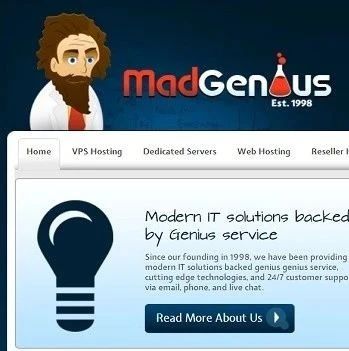 MadGenius
Est. 1998
Home VPS Hosting Dedicated Servers Web Hosting Reseller
Modern IT solutions backed
by Genius service
Since our founding in 1998, we have been providing
modern IT solutions backed genius genius service,
cutting edge technologies, and 24/7 customer suppo
via email, phone, and live chat.
Read More About Us